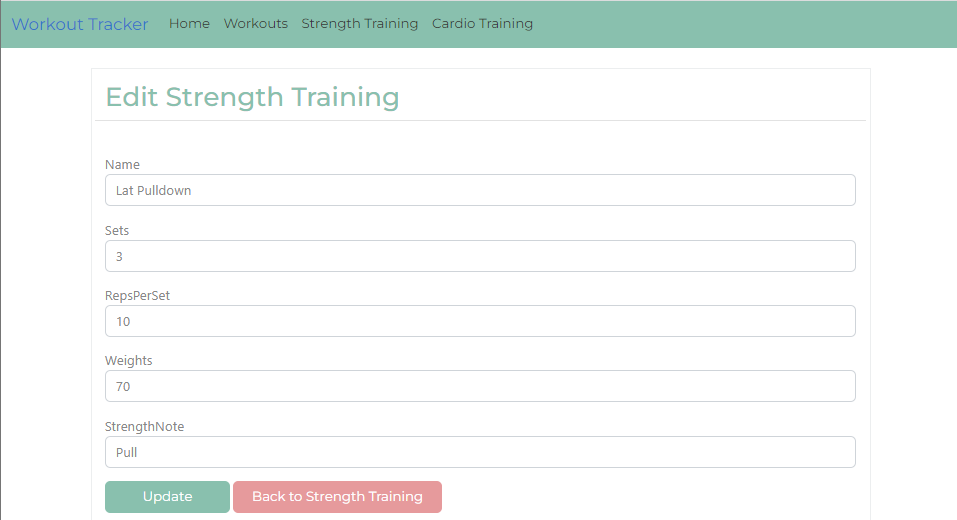 Workout Tracker Home Workouts Strength Training Cardio Training
Edit Strength Training
Name
Lat Pulldown
Sets
3
RepsPerSet
10
Weights
70
StrengthNote
Pull
Update Back to Strength Training